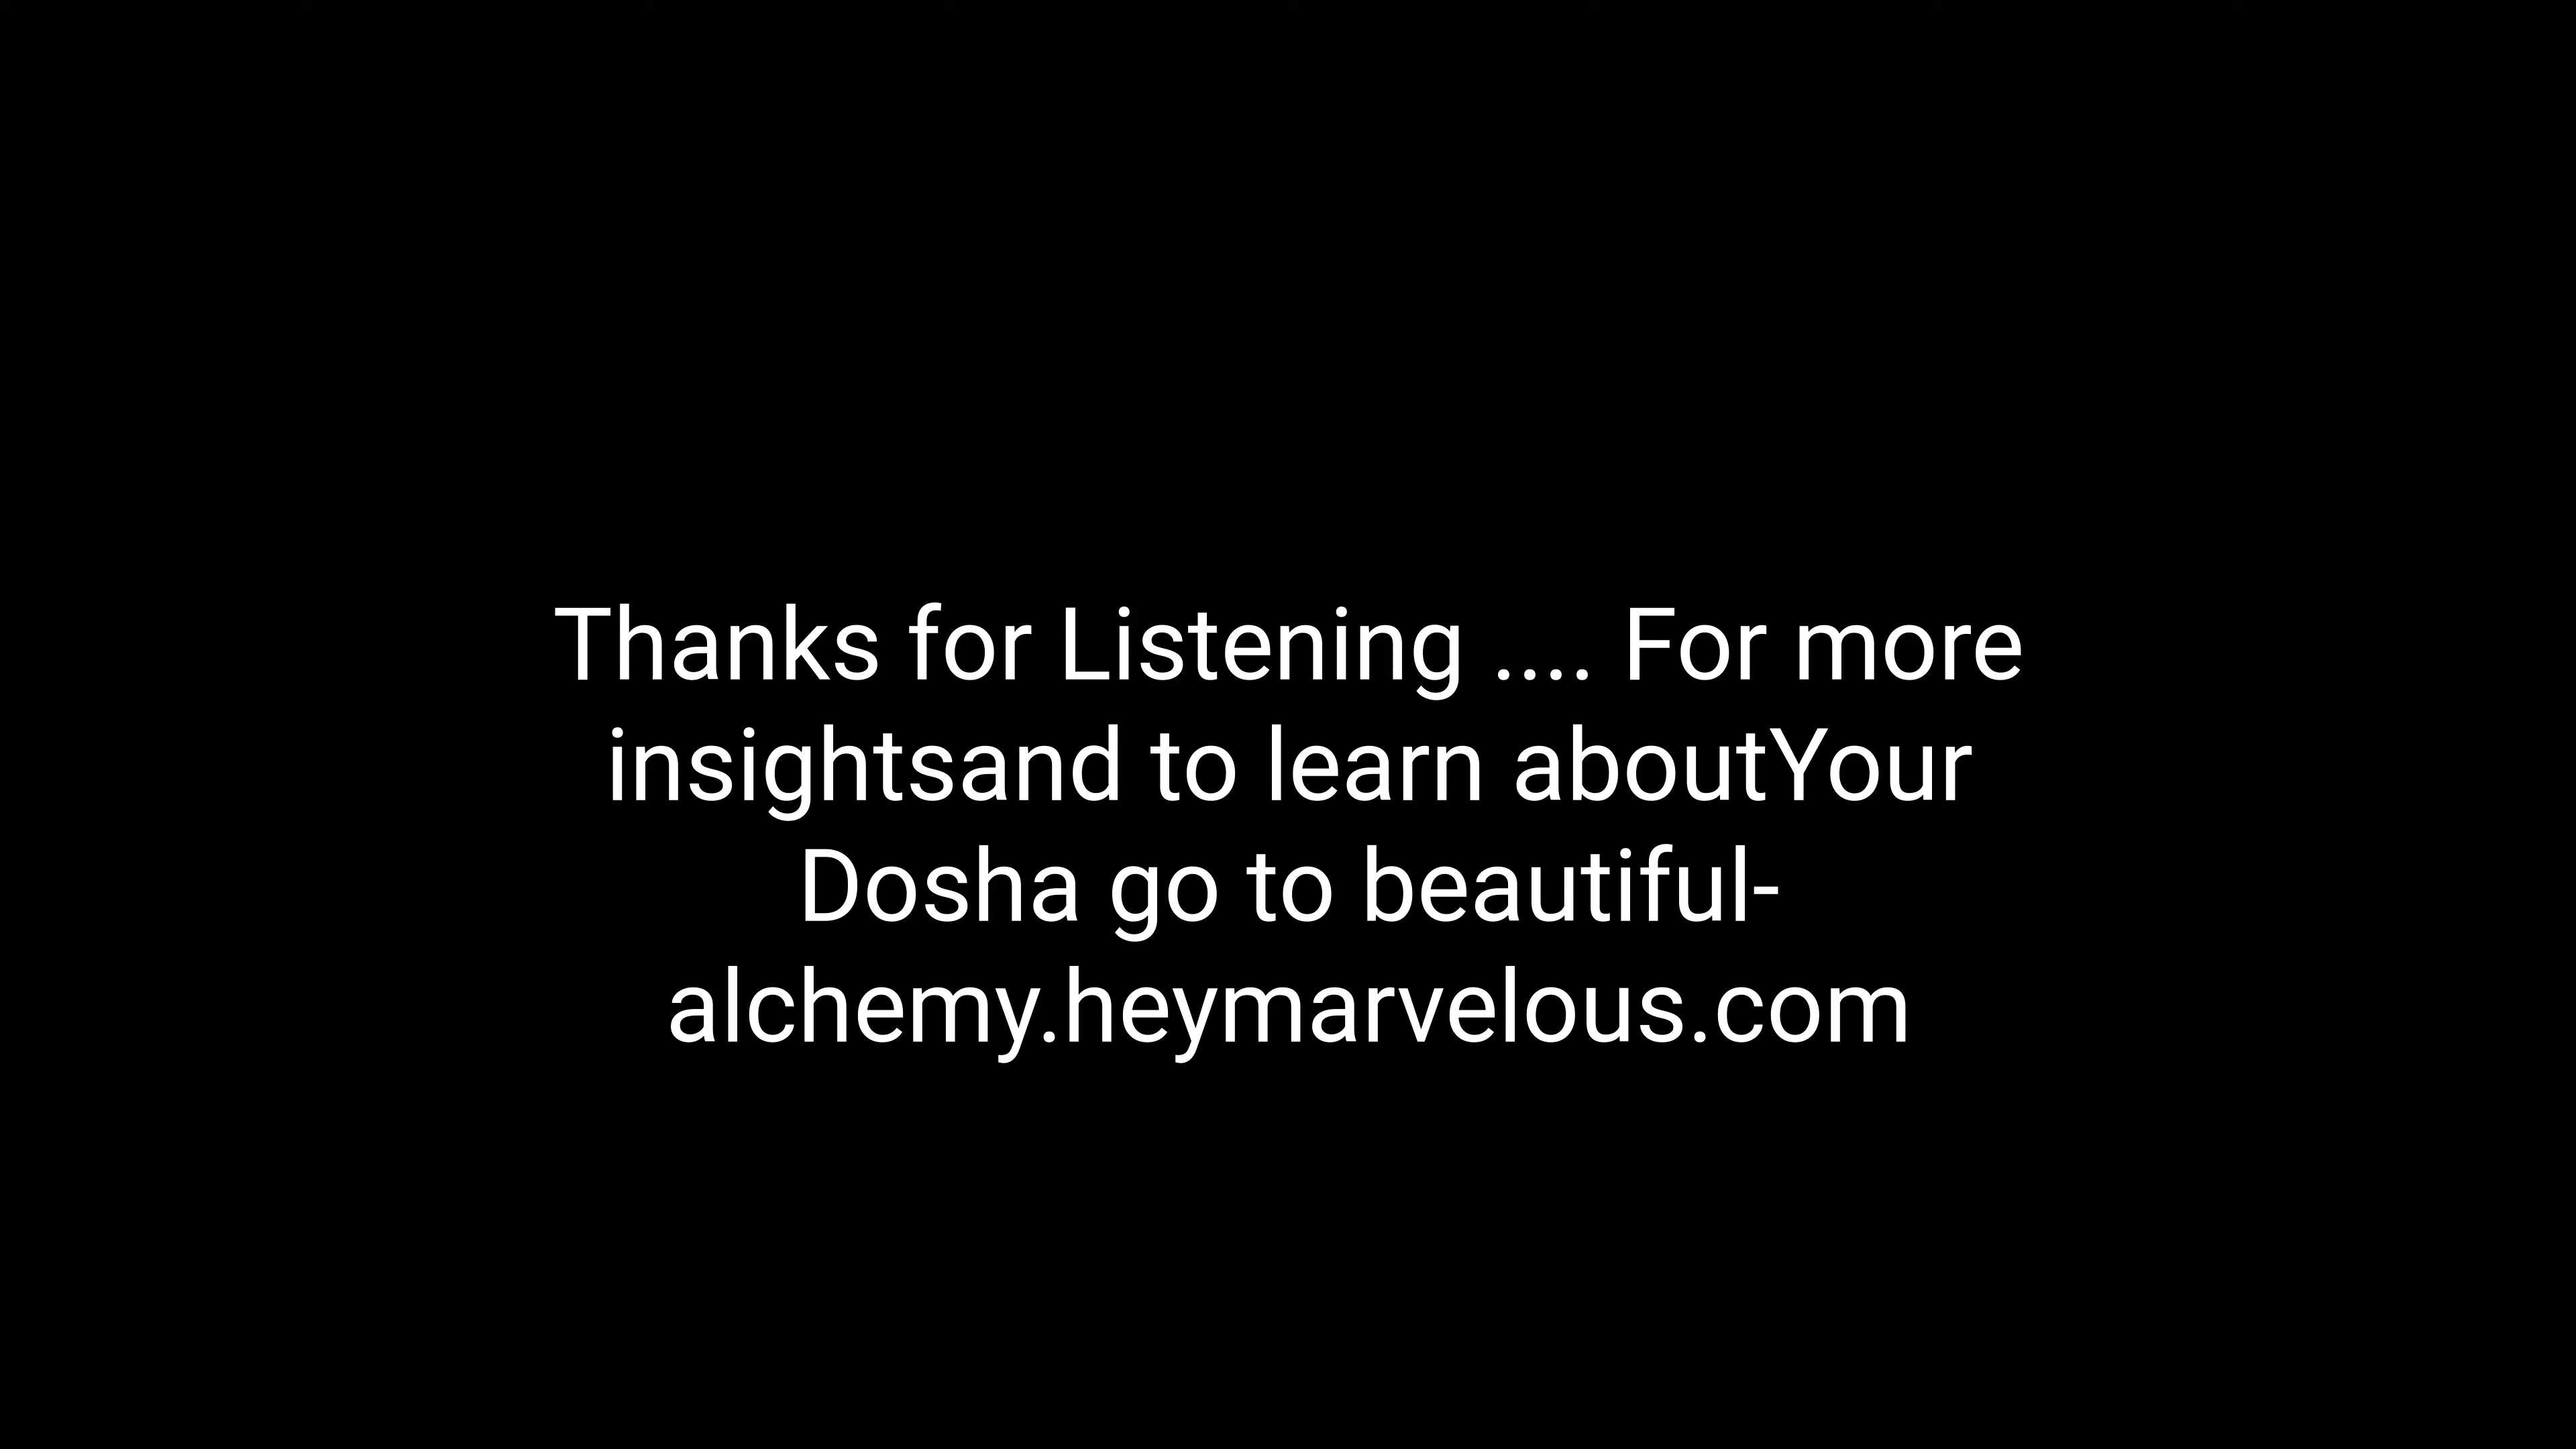 Thanks for Listening .... For more
insightsand to learn aboutYour
Dosha go to beautiful-
alchemy.heymarvelous.com